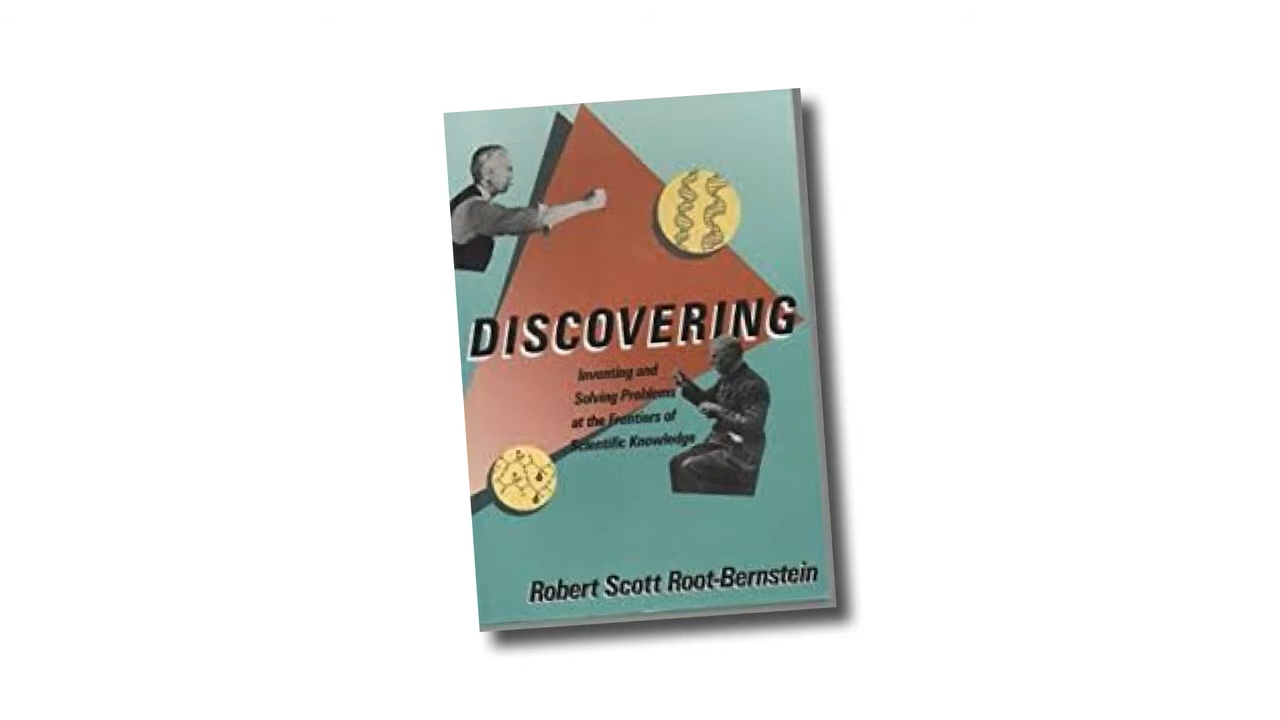 DISCOVERING
Inventing and
Solving Problems
at the Frontiers of
Scientific Knowledge
Robert Scott Root-Bernstein